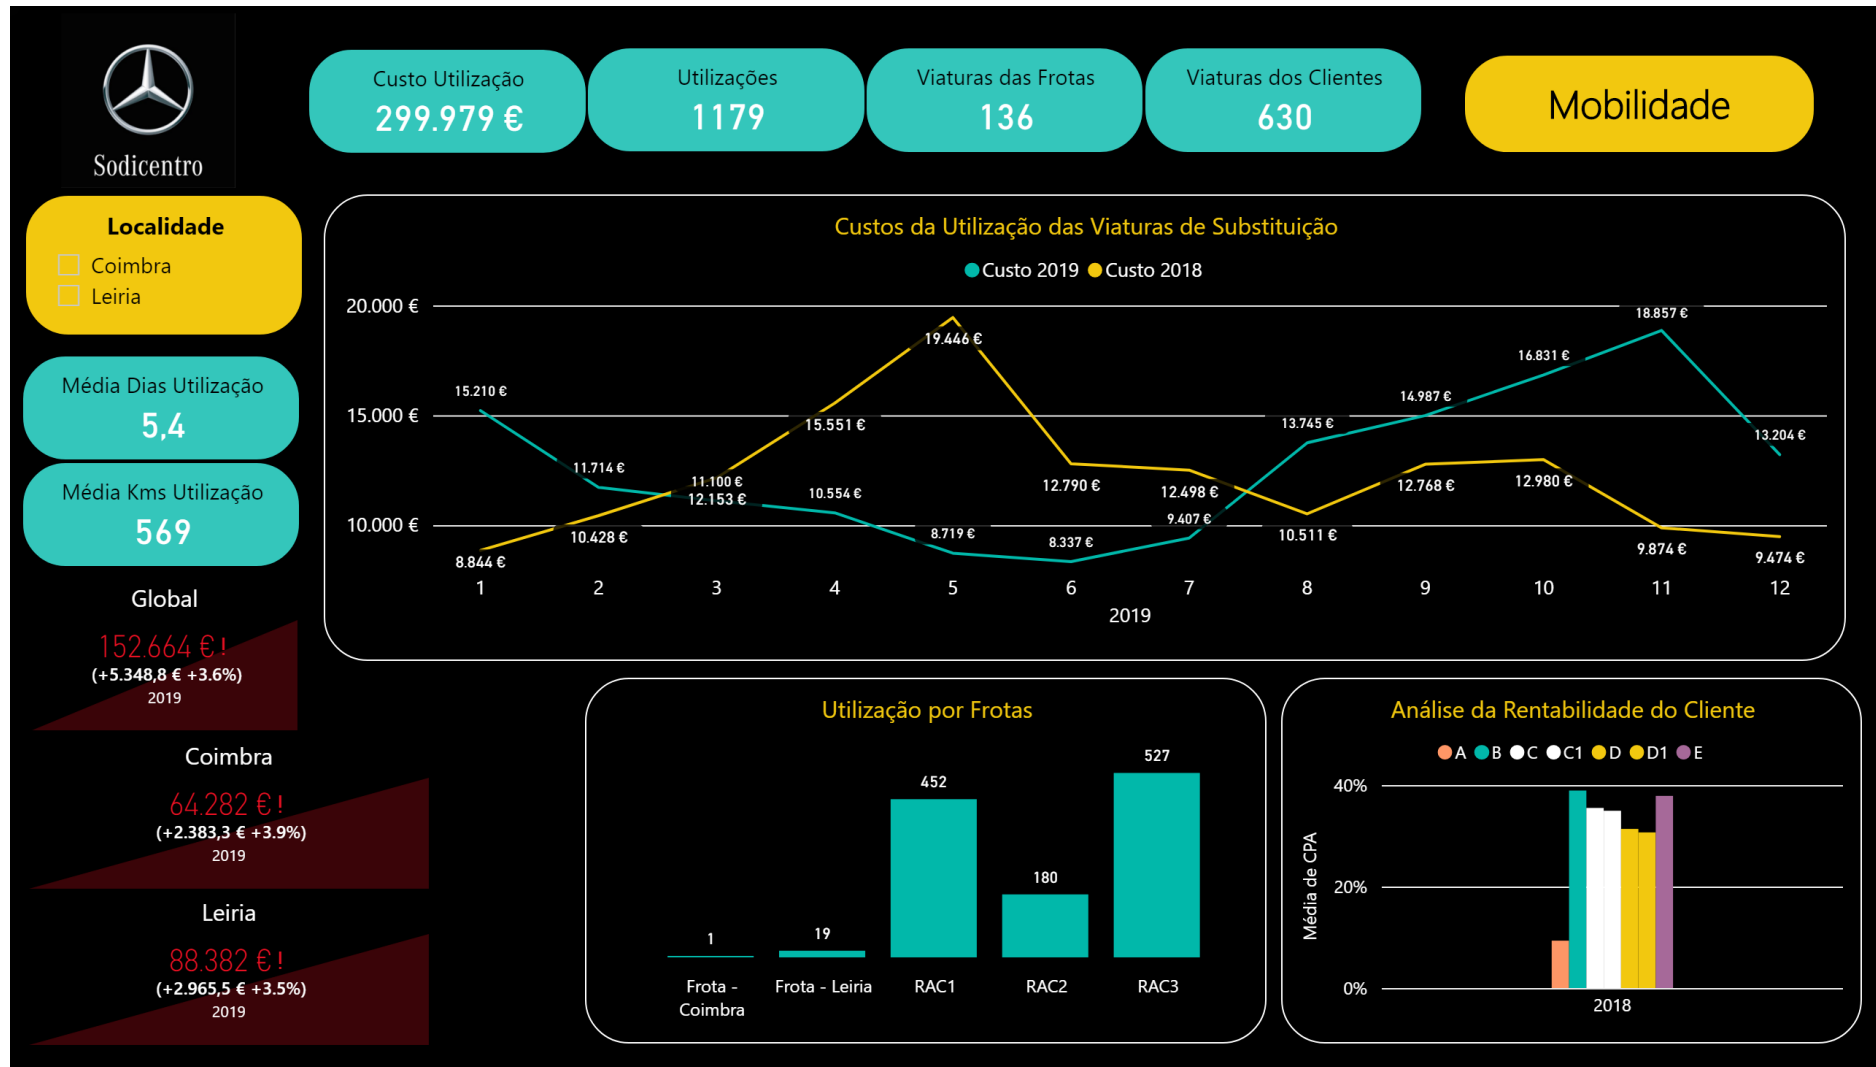 Sodicentro
Custo Utilização
299.979 €
Utilizações
1179
Viaturas das Frotas
136
Viaturas dos Clientes
630
Mobilidade
Localidade
Coimbra
Leiria
Média Dias Utilização
5,4
Média Kms Utilização
569
Global
152.664 € !
(+5.348,8 € +3.6%)
2019
Coimbra
64.282 € !
(+2.383,3 € +3.9%)
2019
Leiria
88.382 € !
(+2.965,5 € +3.5%)
2019
Custos da Utilização das Viaturas de Substituição
Custo 2019 Custo 2018
20.000 €
15.000 €
10.000 €
15.210 €
11.714 €
11.100 €
10.554 €
8.719 €
8.337 €
9.407 €
13.745 €
14.987 €
16.831 €
18.857 €
13.204 €
8.844 €
10.428 €
12.153 €
15.551 €
19.446 €
12.790 €
12.498 €
10.511 €
12.768 €
12.980 €
9.874 €
9.474 €
1 2 3 4 5 6 7 8 9 10 11 12
2019
Utilização por Frotas
1
19
452
180
527
Frota -
Coimbra
Frota - Leiria
RAC1
RAC2
RAC3
Análise da Rentabilidade do Cliente
A B C C1 D D1 E
Média de CPA
40%
20%
0%
2018